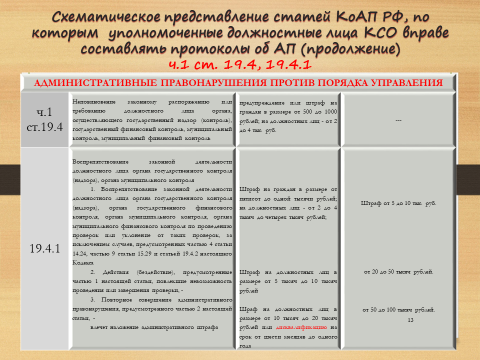 Схематическое представление статей КоАП РФ, по
которым уполномоченные должностные лица КСО вправе
составлять протоколы об АП (продолжение)
ч.1 ст. 19.4, 19.4.1
АДМИНИСТРАТИВНЫЕ ПРАВОНАРУШЕНИЯ ПРОТИВ ПОРЯДКА УПРАВЛЕНИЯ
ч.1
ст.19.4
Неповиновение законному распоряжению или
требованию должностного лица органа,
осуществляющего государственный надзор (контроль),
государственный финансовый контроль, муниципальный
контроль, муниципальный финансовый контроль
предупреждение или штраф на
граждан в размере от 500 до 1000
рублей; на должностных лиц - от 2
до 4 тыс. руб.
---
19.4.1
Воспрепятствование законной деятельности
должностного лица органа государственного контроля
(надзора), органа муниципального контроля
1. Воспрепятствование законной деятельности
должностного лица органа государственного контроля
(надзора), органа государственного финансового
контроля, органа муниципального контроля, органа
муниципального финансового контроля по проведению
проверок или уклонение от таких проверок, за
исключением случаев, предусмотренных частью 4 статьи
14.24, частью 9 статьи 15.29 и статьей 19.4.2 настоящего
Кодекса
2. Действия (бездействие), предусмотренные
частью 1 настоящей статьи, повлекшие невозможность
проведения или завершения проверки, -
3. Повторное совершение административного
правонарушения, предусмотренного частью 2 настоящей
статьи, -
влечет наложение административного штрафа
Штраф на граждан в размере от
пятисот до одной тысячи рублей;
на должностных лиц - от 2 до 4
тысяч до четырех тысяч рублей;
Штраф на должностных лиц в
размере от 5 тысяч до 10 тысяч
рублей
Штраф на должностных лиц в
размере от 10 тысяч до 20 тысяч
рублей или дисквалификацию на
срок от шести месяцев до одного
года
Штраф от 5 до 10 тыс. руб.
от 20 до 50 тысяч рублей.
от 50 до 100 тысяч рублей.
13